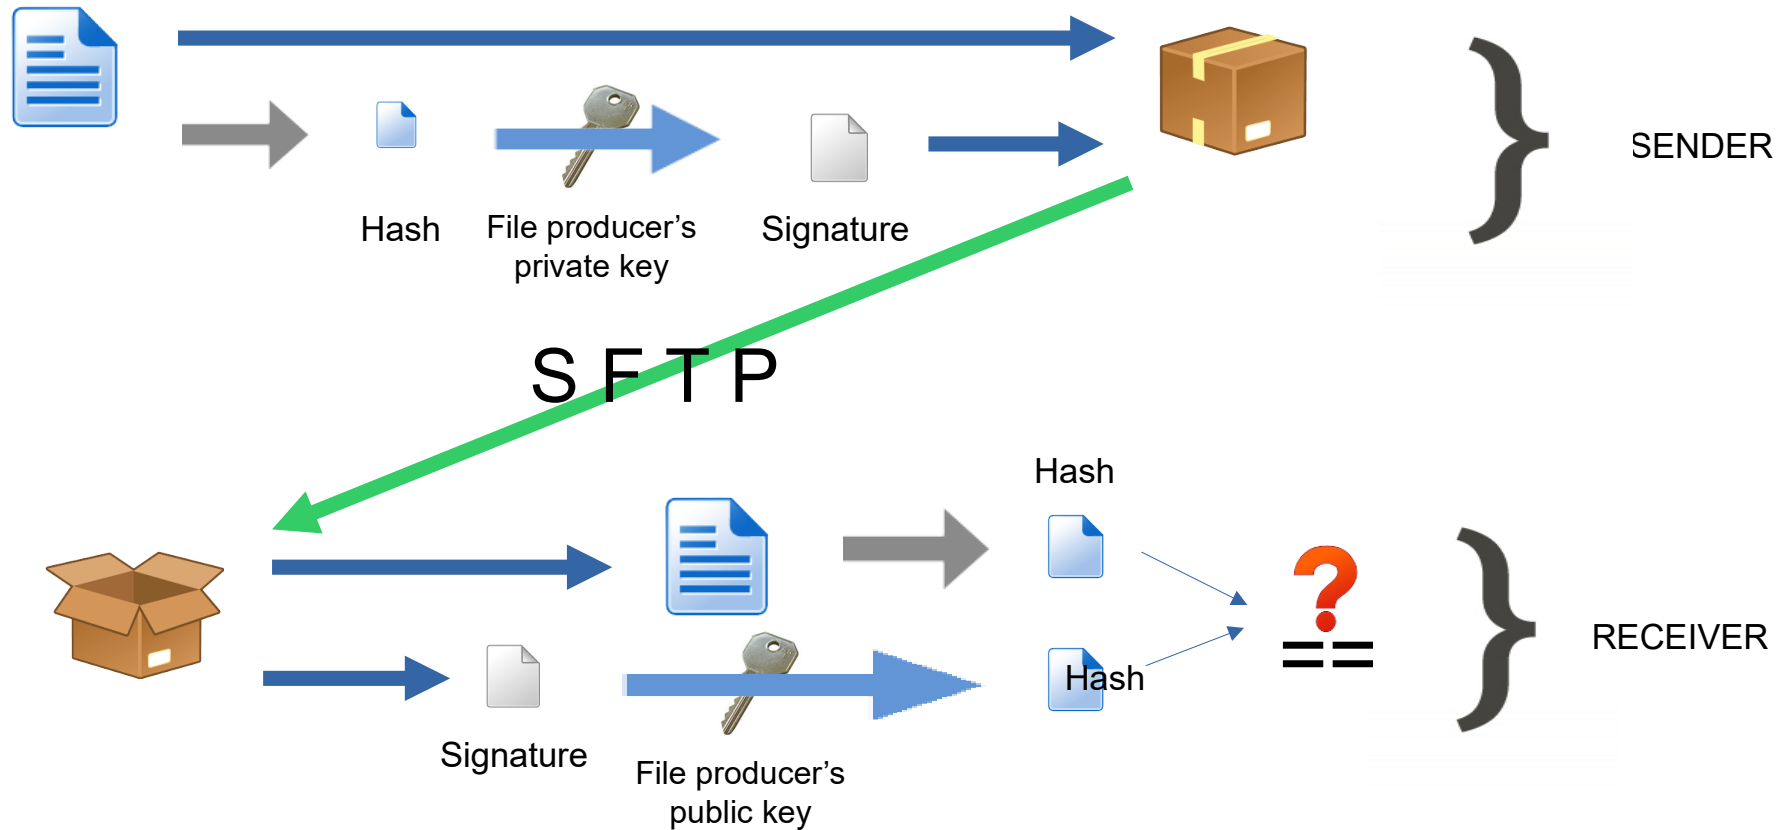 SENDER
Hash
File producer’s
private key
Signature
S F T P
Hash
RECEIVER
Hash
Signature
File producer’s
public key
? ==